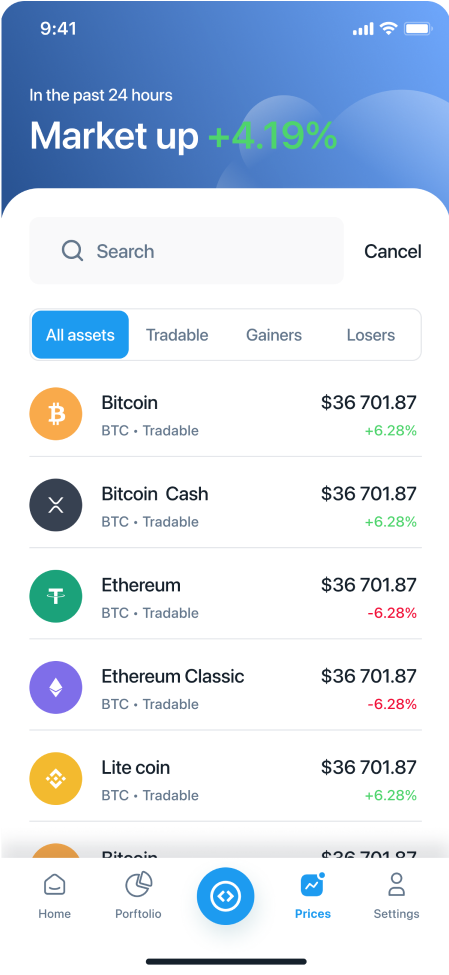 9:41
In the past 24 hours
Market up +4.19%
Search
Cancel
All assets Tradable Gainers Losers
Bitcoin $36 701.87
BTC • Tradable +6.28%
Bitcoin Cash $36 701.87
BTC • Tradable +6.28%
Ethereum $36 701.87
BTC • Tradable -6.28%
Ethereum Classic $36 701.87
BTC • Tradable -6.28%
Lite coin $36 701.87
BTC • Tradable +6.28%
Bitcoin $36 701.87
Home Porftolio Prices Settings